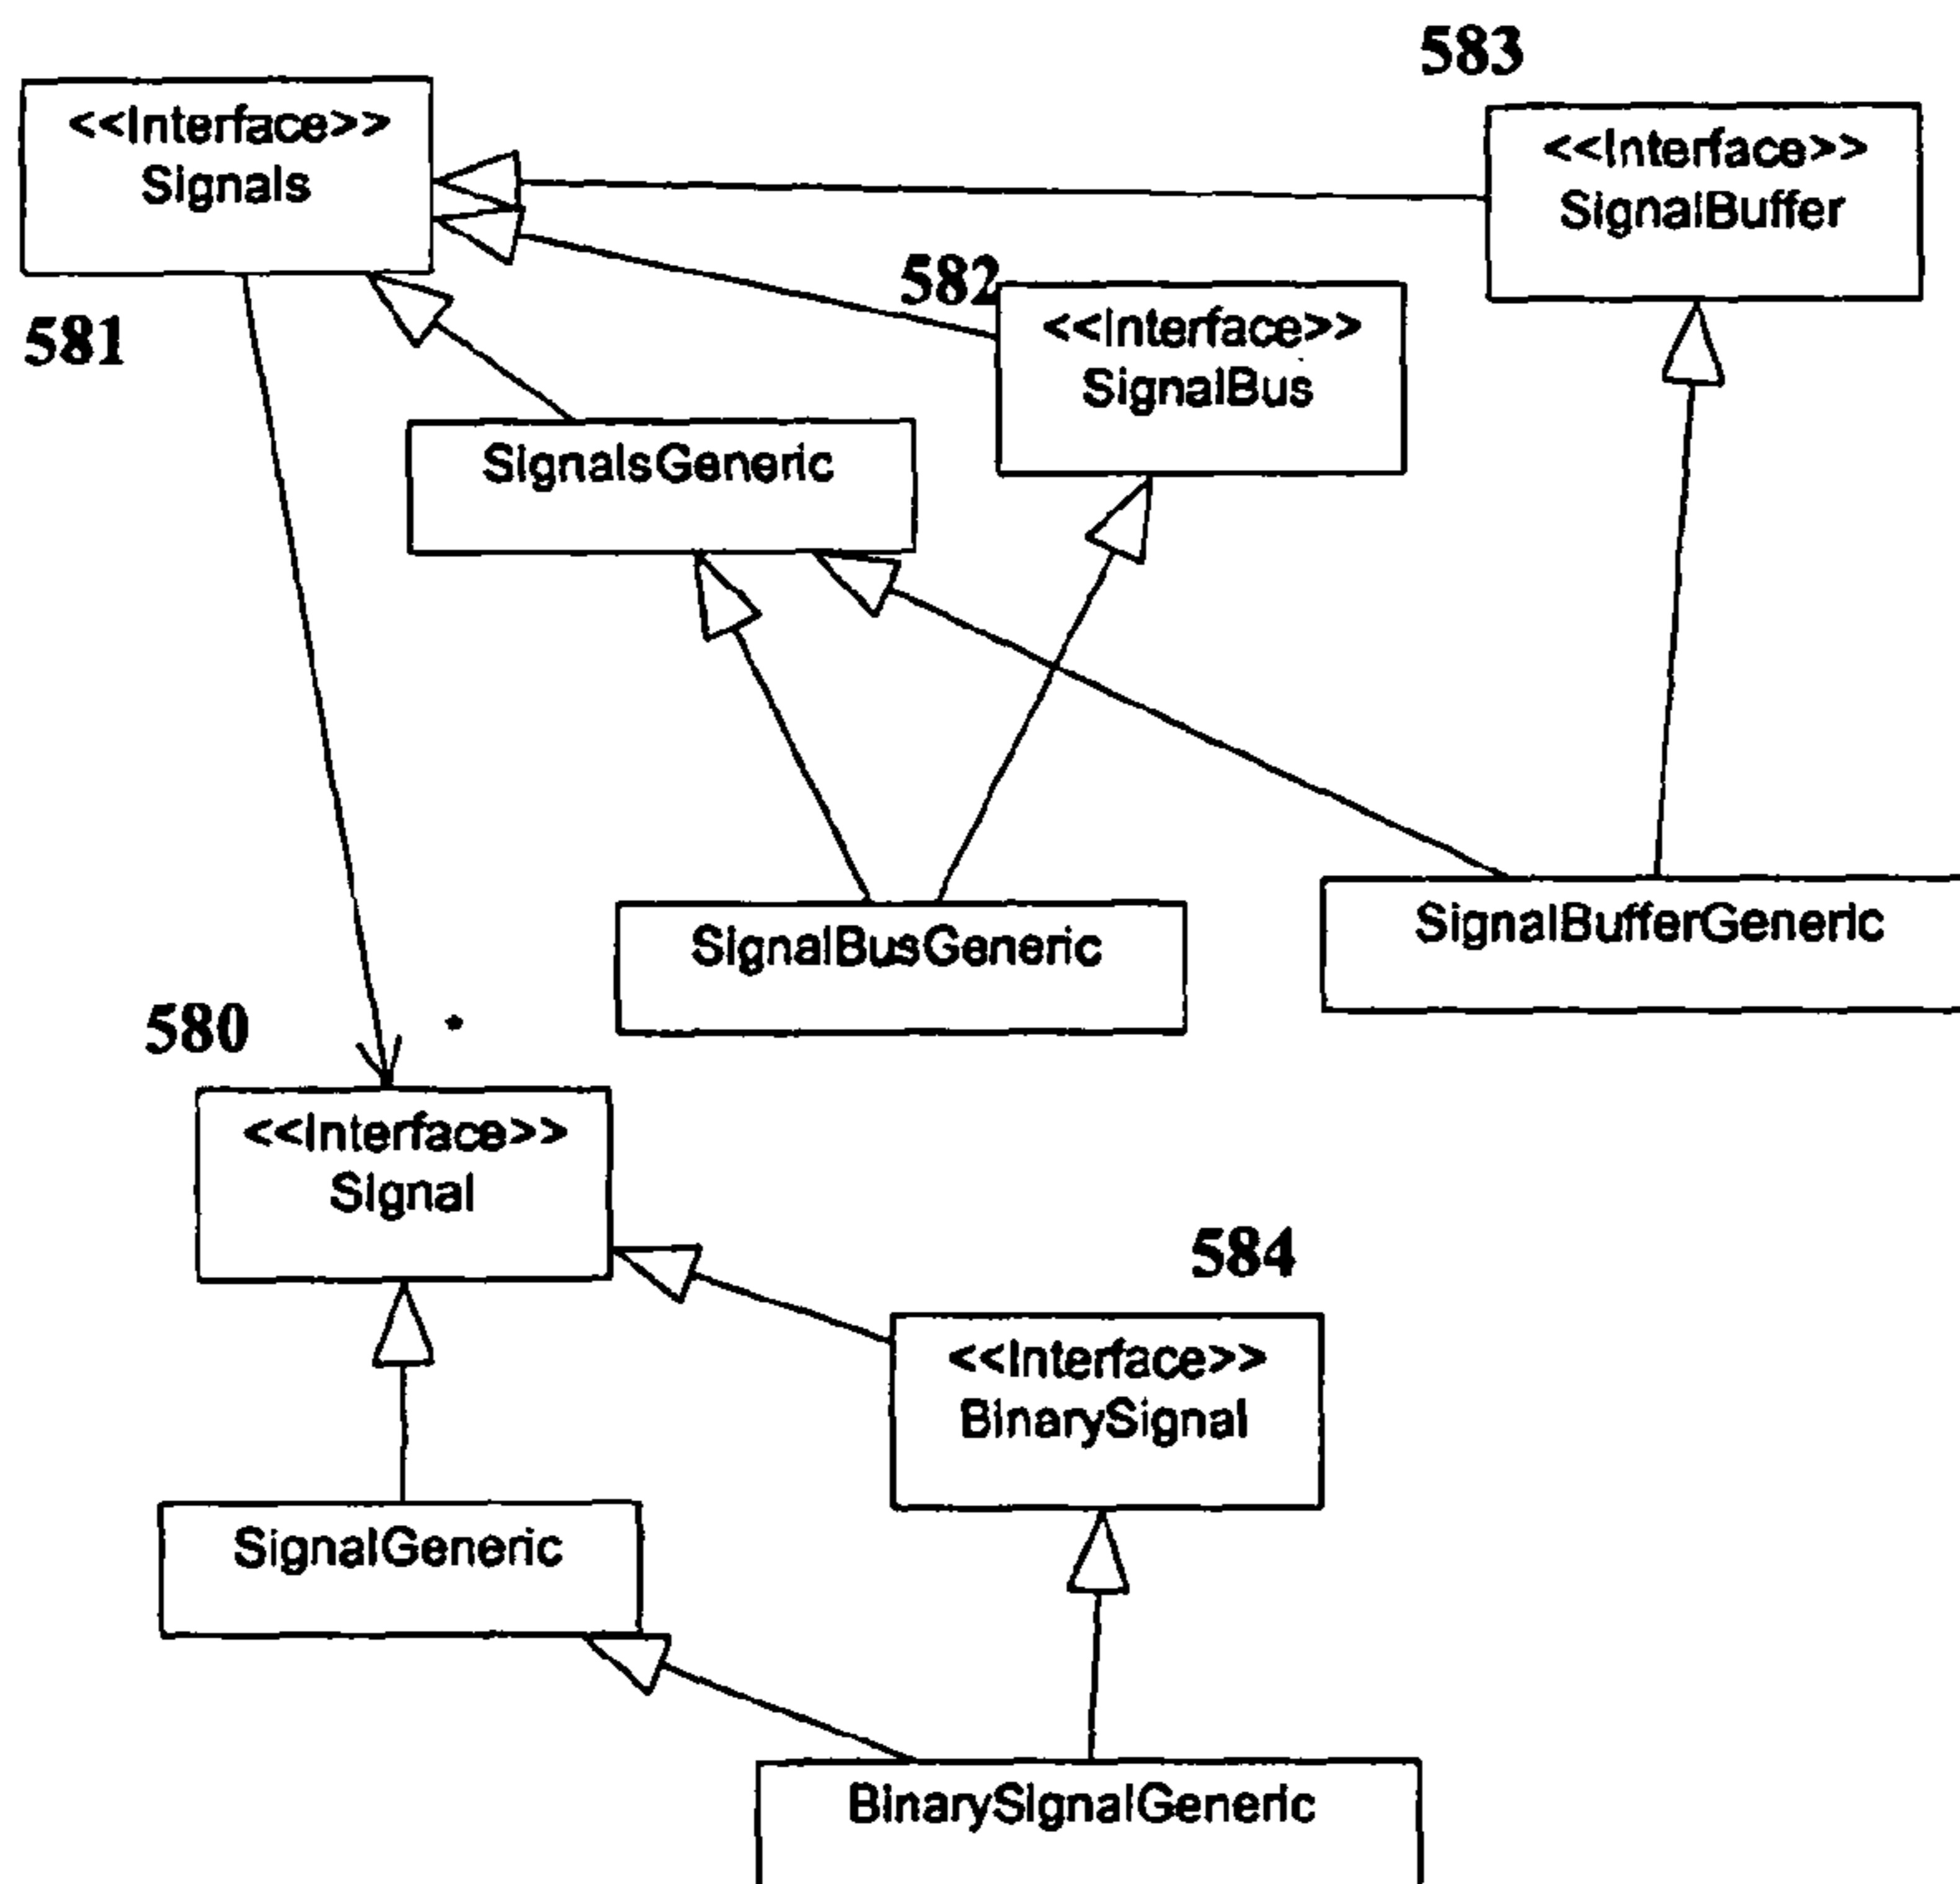 583
<<Interface>>
Signals
<<Interface>>
SignalBuffer
582
<<Interface>>
SignalBus
581
SignalsGeneric
SignalBusGeneric
SignalBufferGeneric
580
<<Interface>>
Signal
584
<<Interface>>
BinarySignal
SignalGeneric
BinarySignalGeneric